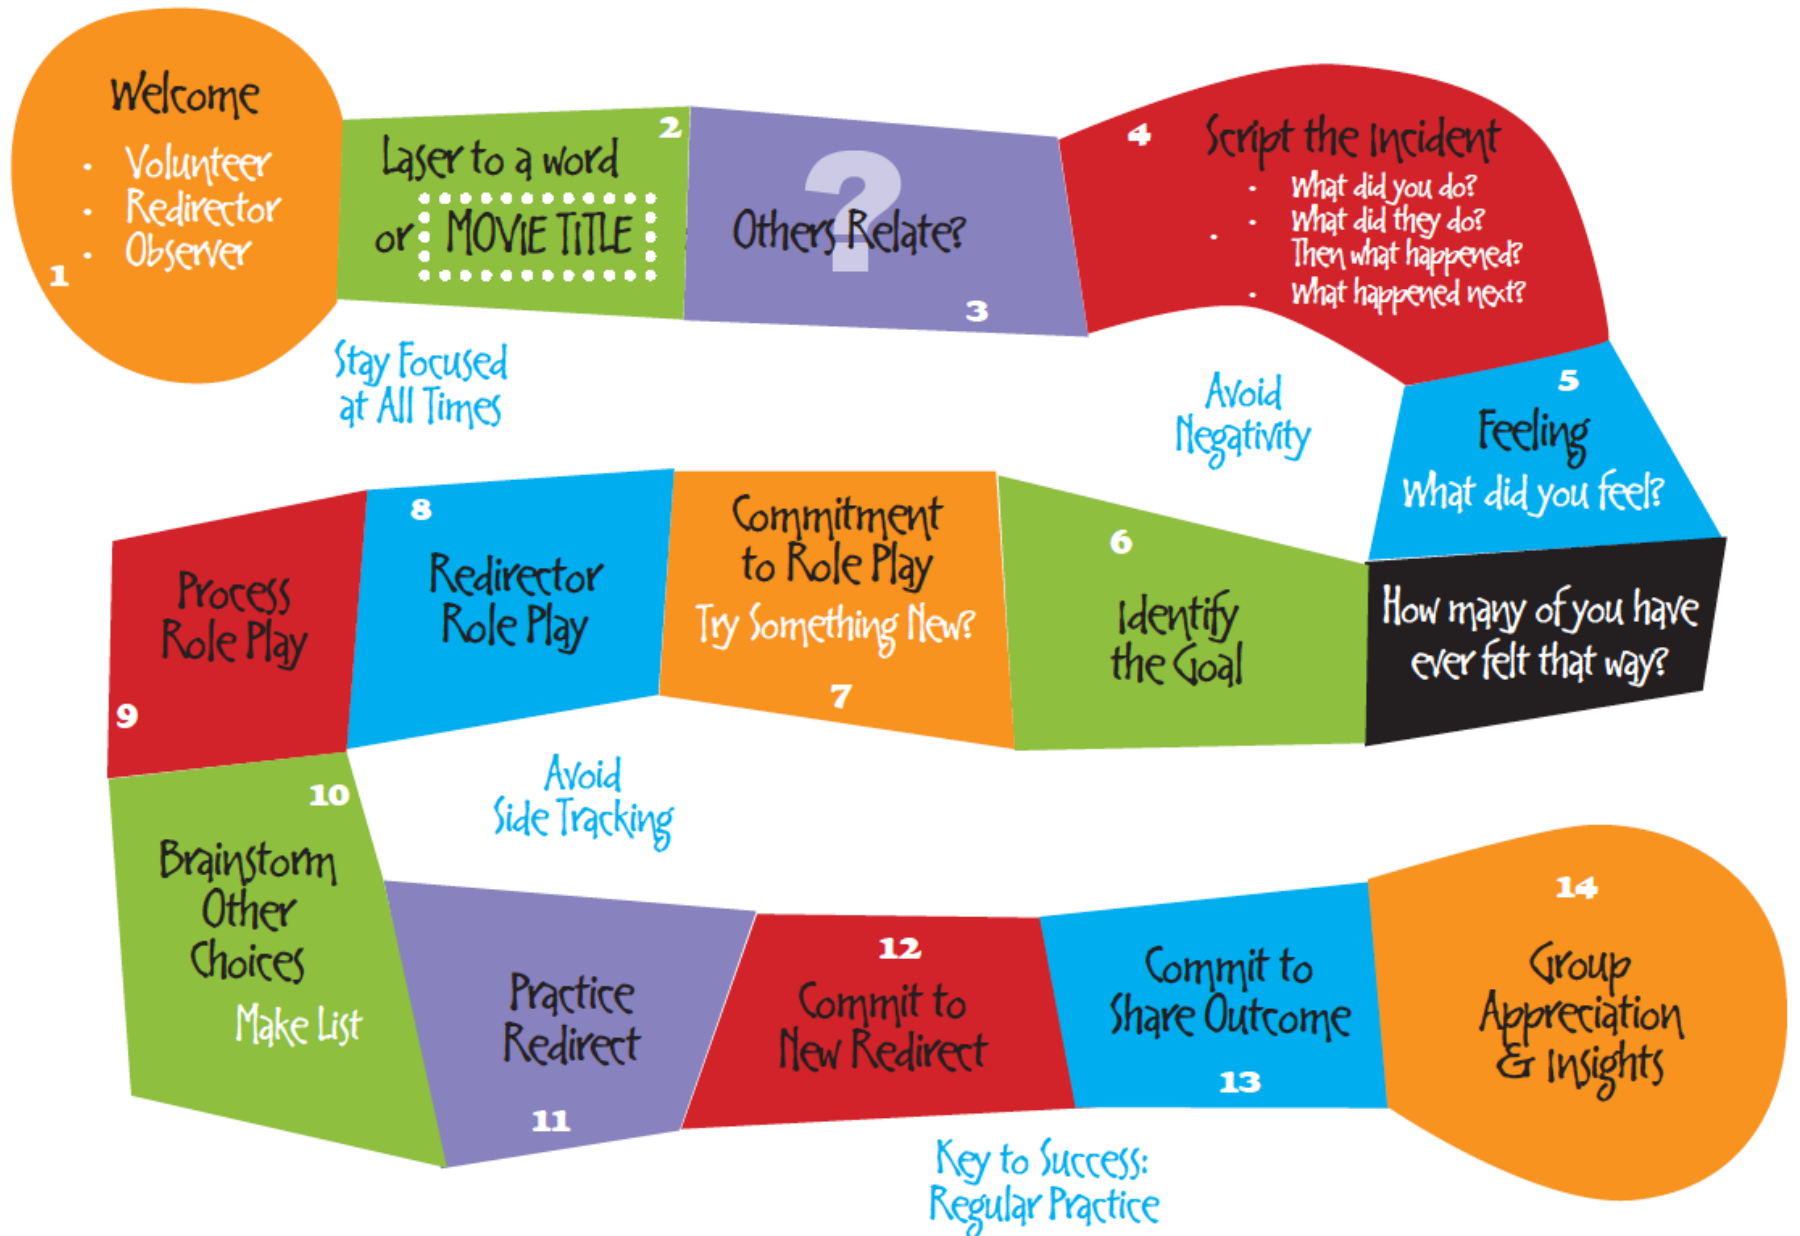 Welcome
· Volunteer
· Redirector
· Observer
1
2
Laser to a word
or MOVIE TITLE
?
Others Relate?
3
4
Script the Incident
· What did you do?
· What did they do?
· Then what happened?
· What happened next?
Stay Focused
at All Times
Avoid
Negativity
5
Feeling
What did you feel?
How many of you have
ever felt that way?
6
Identify
the Goal
Commitment
to Role Play
Try Something New?
7
8
Redirector
Role Play
Process
Role Play
9
Avoid
Side Tracking
10
Brainstorm
Other
Choices
Make List
Practice
Redirect
11
12
Commit to
New Redirect
Commit to
Share Outcome
13
14
Group
Appreciation
& Insights
Key to Success:
Regular Practice